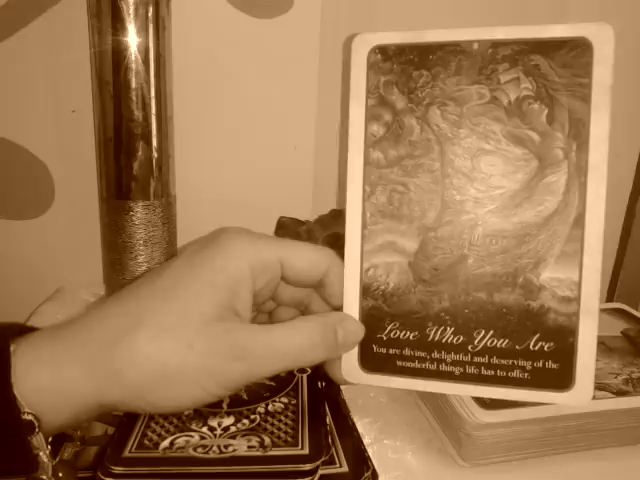 Love Who You Are
You are divine, delightful and deserving of the
wonderful things life has to offer.